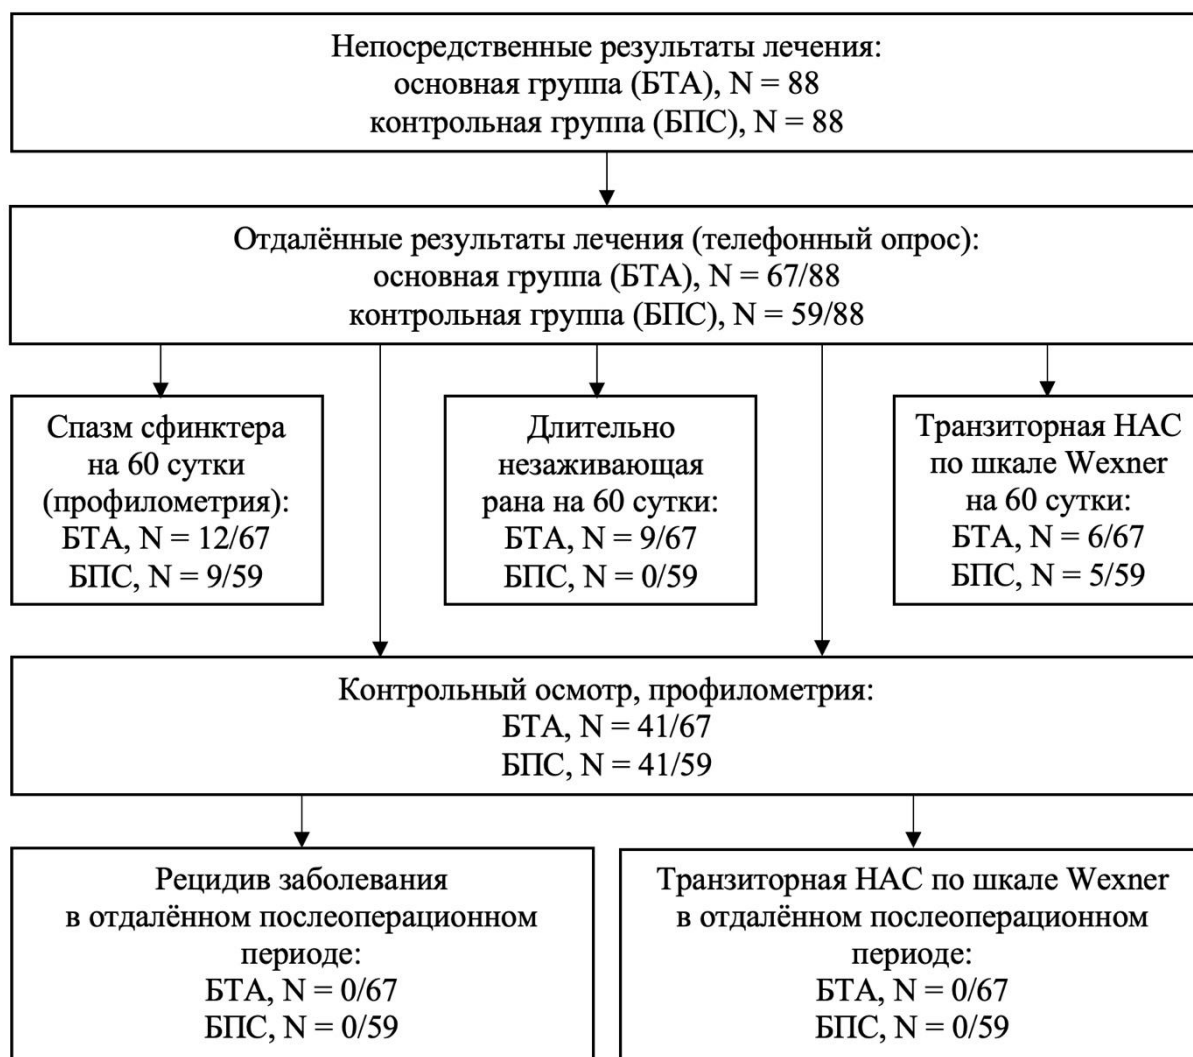 Непосредственные результаты лечения:
основная группа (БТА), N = 88
контрольная группа (БПС), N = 88
Отдалённые результаты лечения (телефонный опрос):
основная группа (БТА), N = 67/88
контрольная группа (БПС), N = 59/88
Спазм сфинктера
на 60 сутки
(профилометрия):
БТА, N = 12/67
БПС, N = 9/59
Длительно
незаживающая
рана на 60 сутки:
БТА, N = 9/67
БПС, N = 0/59
Транзиторная НАС
по шкале Wexner
на 60 сутки:
БТА, N = 6/67
БПС, N = 5/59
Контрольный осмотр, профилометрия:
БТА, N = 41/67
БПС, N = 41/59
Рецидив заболевания
в отдалённом послеоперационном
периоде:
БТА, N = 0/67
БПС, N = 0/59
Транзиторная НАС по шкале Wexner
в отдалённом послеоперационном
периоде:
БТА, N = 0/67
БПС, N = 0/59